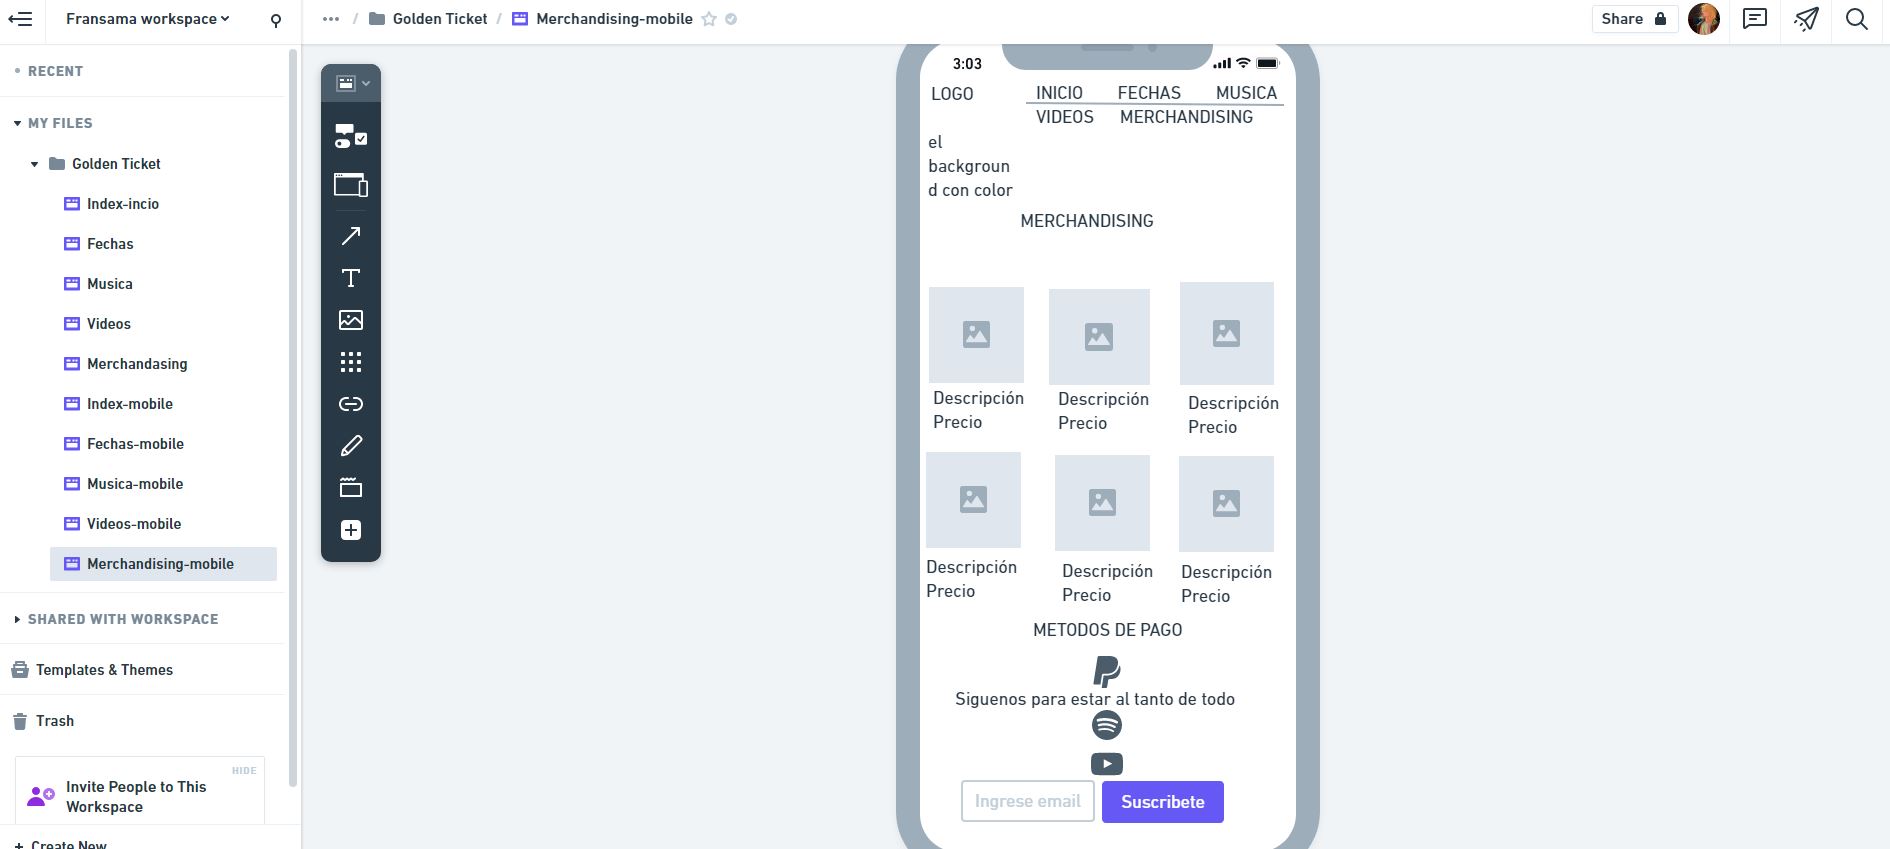 Fransama workspace
Golden Ticket / Merchandising-mobile
Share
RECENT
MY FILES
Golden Ticket
Index-incio
Fechas
Musica
Videos
Merchandasing
Index-mobile
Fechas-mobile
Musica-mobile
Videos-mobile
Merchandising-mobile
SHARED WITH WORKSPACE
Templates & Themes
Trash
HIDE
Invite People to This
Workspace
+ Create New
3:03
LOGO
INICIO FECHAS MUSICA
VIDEOS MERCHANDISING
el
backgroun
d con color
MERCHANDISING
Descripción Descripción Descripción
Precio Precio Precio
Descripción Descripción Descripción
Precio Precio Precio
METODOS DE PAGO
Siguenos para estar al tanto de todo
Ingrese email Suscribete